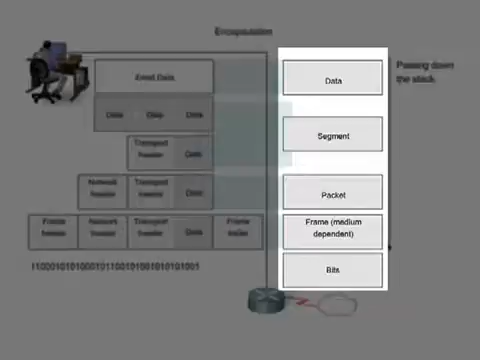 Encapsulation
Passing down
the stack
Email Data
Data
Data Data Data
Segment
Transport
header
Data
Network
header
Transport
header
Data
Packet
Frame
header
Network
header
Transport
header
Data
Frame
trailer
Frame (medium
dependent)
Bits